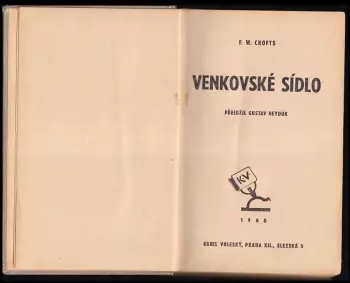 F. W. CROFTS
VENKOVSKÉ SÍDLO
PŘELOŽIL GUSTAV HEYDUK
KV
1940
KAREL VOLESKÝ, PRAHA XII., SLEZSKÁ 5